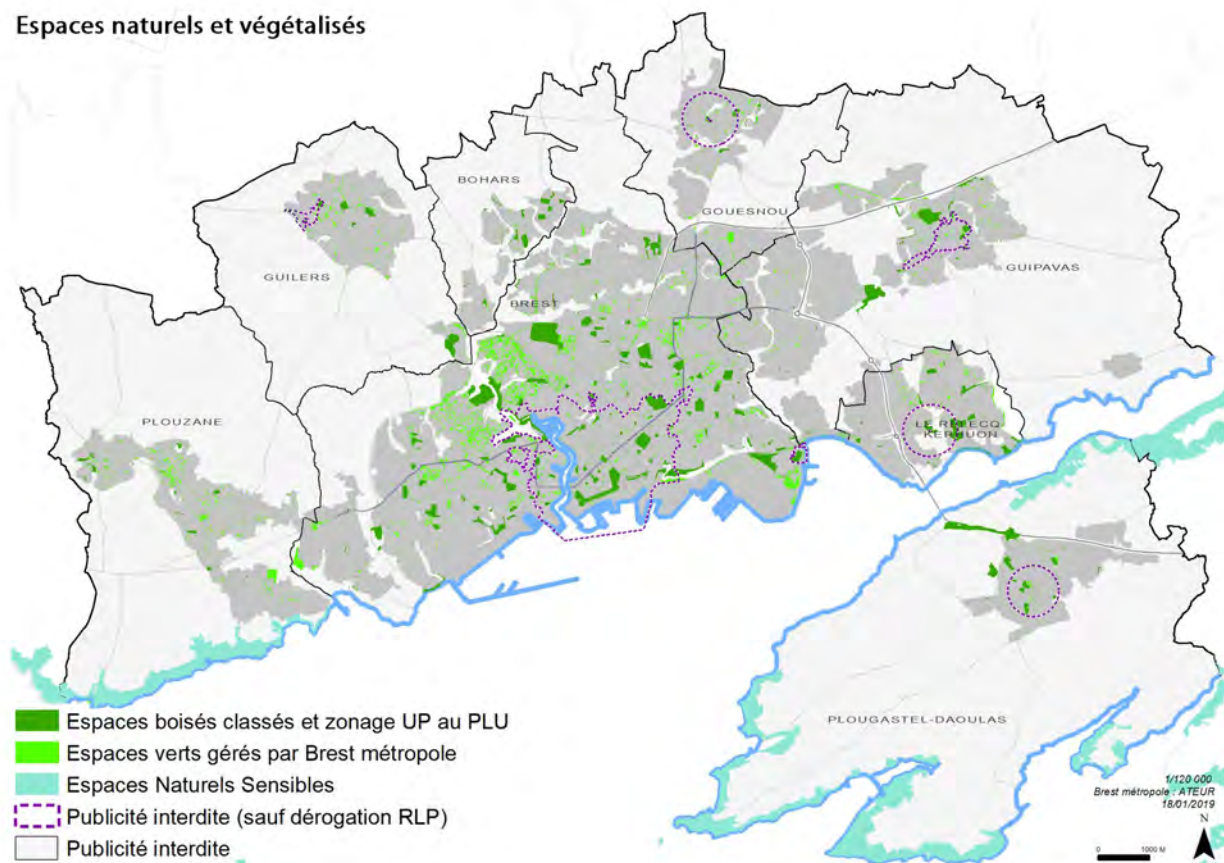 Espaces naturels et végétalisés
BOHARS
GOUESNOU
GUILERS
GUIPAVAS
BREST
PLOUZANE
LE RELECQ
KERHUON
PLOUGASTEL-DAOULAS
Espaces boisés classés et zonage UP au PLU
Espaces verts gérés par Brest métropole
Espaces Naturels Sensibles
Publicité interdite (sauf dérogation RLP)
Publicité interdite
1/120 000
Brest métropole : ATEUR
18/01/2019
N
0 1000 M